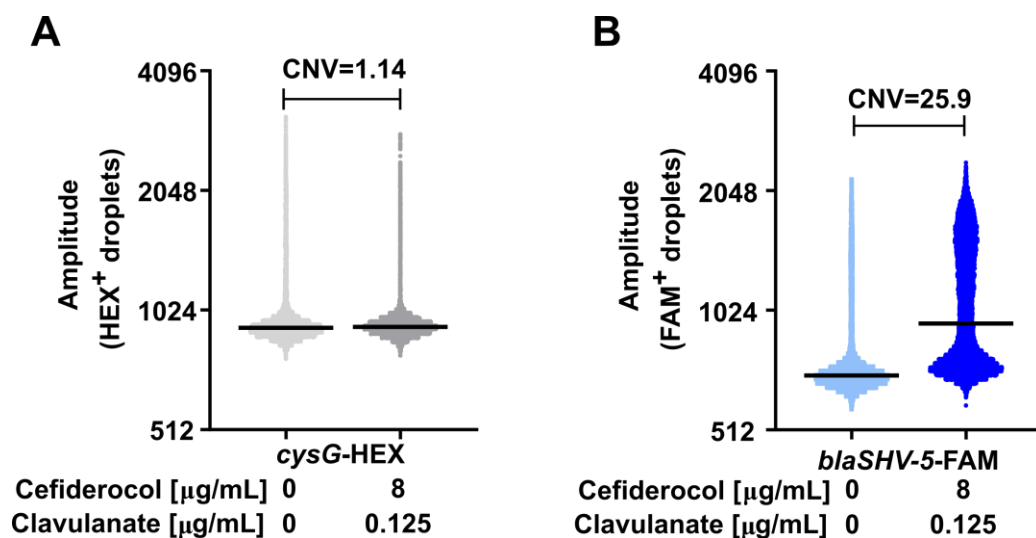 A
4096
2048
1024
512
Amplitude
(HEX+ droplets)
CNV=1.14
cysG-HEX
Cefiderocol [μg/mL] 0 8
Clavulanate [μg/mL] 0 0.125
B
4096
2048
1024
512
Amplitude
(FAM+ droplets)
CNV=25.9
blaSHV-5-FAM
Cefiderocol [μg/mL] 0 8
Clavulanate [μg/mL] 0 0.125